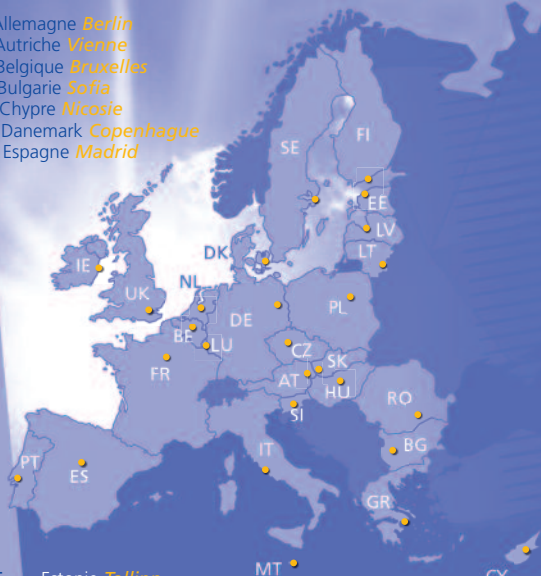 Allemagne Berlin
Autriche Vienne
Belgique Bruxelles
Bulgarie Sofia
Chypre Nicosie
Danemark Copenhague
Espagne Madrid
SE
FI
EE
LV
LT
DK
IE
UK
NL
DE
PL
BE
LU
CZ
SK
FR
AT
HU
RO
SI
BG
IT
PT
ES
GR
MT
CY
Estonie Tallinn